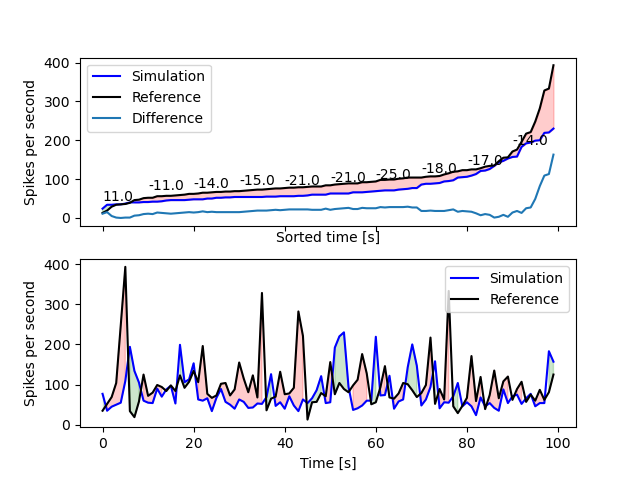 400
300
200
100
0
Spikes per second
Simulation
Reference
Difference
11.0
-11.0
-14.0
-15.0
-21.0
-21.0
-25.0
-18.0
-17.0
-14.0
Sorted time [s]
400
300
200
100
0
Spikes per second
Simulation
Reference
0 20 40 60 80 100
Time [s]